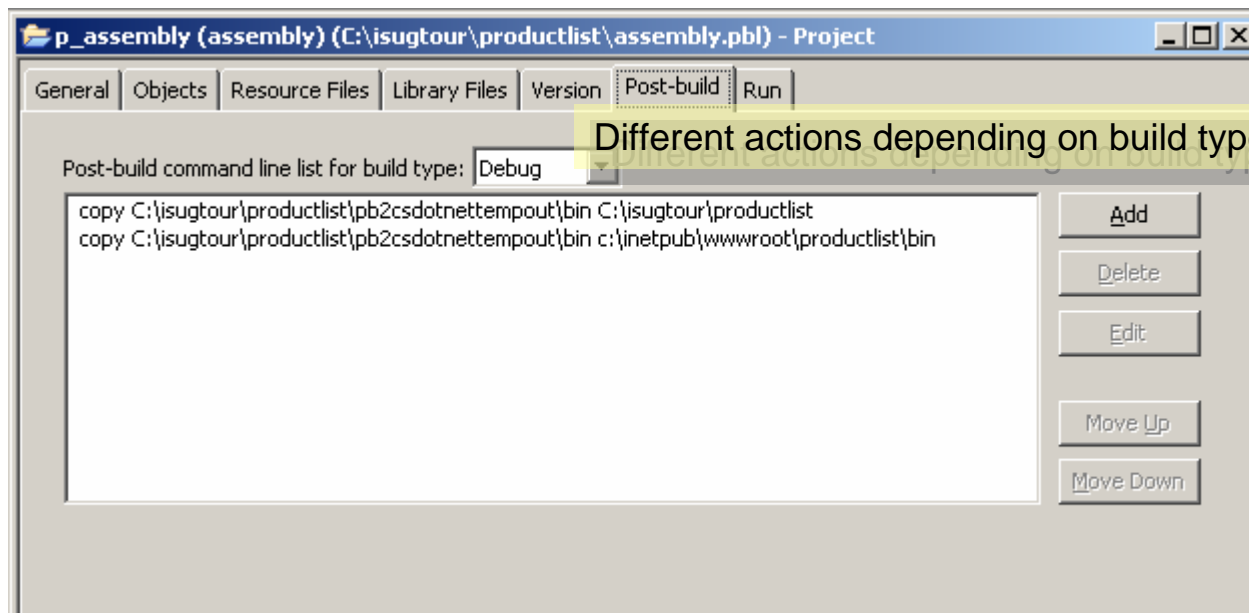 p_assembly (assembly) (C:\isugtour\productlist\assembly.pbl) - Project
General Objects Resource Files Library Files Version Post-build Run
Different actions depending on build typ
Post-build command line list for build type: Debug
copy C:\isugtour\productlist\pb2csdotnettempout\bin C:\isugtour\productlist
copy C:\isugtour\productlist\pb2csdotnettempout\bin c:\inetpub\wwwroot\productlist\bin
Add
Delete
Edit
Move Up
Move Down